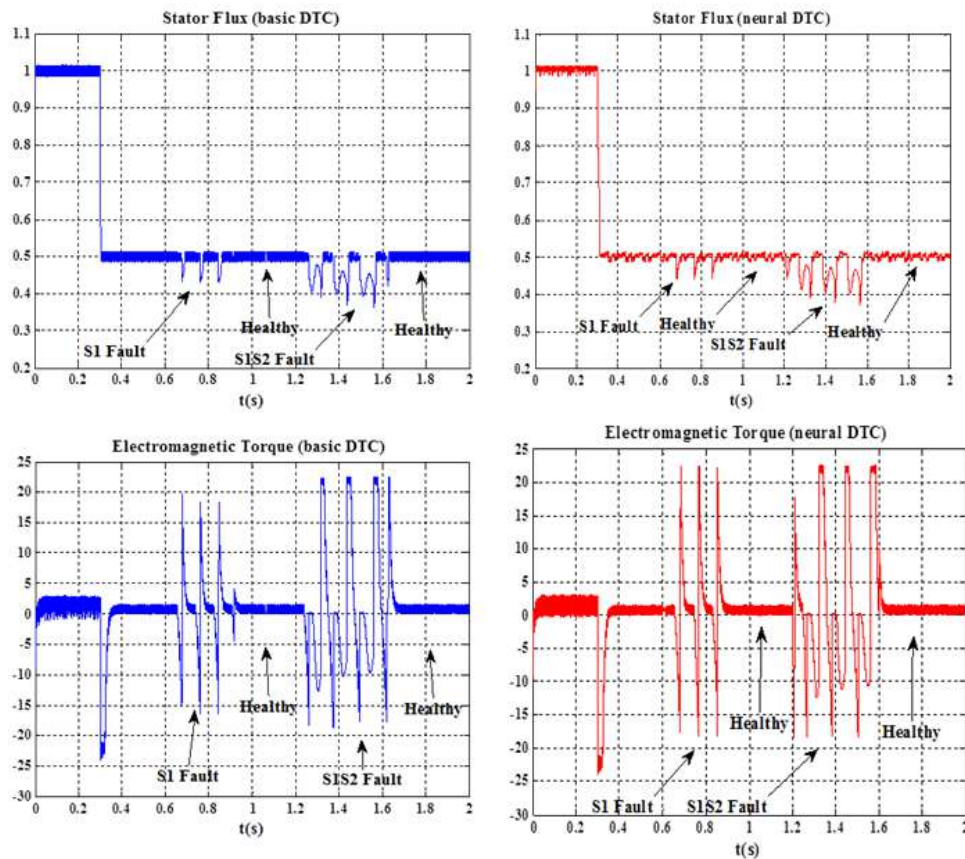 Stator Flux (basic DTC)
1.1
1
0.9
0.8
0.7
0.6
0.5
0.4
0.3
0.2
S1 Fault
Healthy
S1S2 Fault
Healthy
0 0.2 0.4 0.6 0.8 1 1.2 1.4 1.6 1.8 2
t(s)
Stator Flux (neural DTC)
1.1
1
0.9
0.8
0.7
0.6
0.5
0.4
0.3
0.2
S1 Fault
Healthy
S1S2 Fault
Healthy
0 0.2 0.4 0.6 0.8 1 1.2 1.4 1.6 1.8 2
t(s)
Electromagnetic Torque (basic DTC)
25
20
15
10
5
0
-5
-10
-15
-20
-25
-30
S1 Fault
Healthy
S1S2 Fault
Healthy
0 0.2 0.4 0.6 0.8 1 1.2 1.4 1.6 1.8 2
t(s)
Electromagnetic Torque (neural DTC)
25
20
15
10
5
0
-5
-10
-15
-20
-25
-30
S1 Fault
Healthy
S1S2 Fault
Healthy
0 0.2 0.4 0.6 0.8 1 1.2 1.4 1.6 1.8 2
t(s)